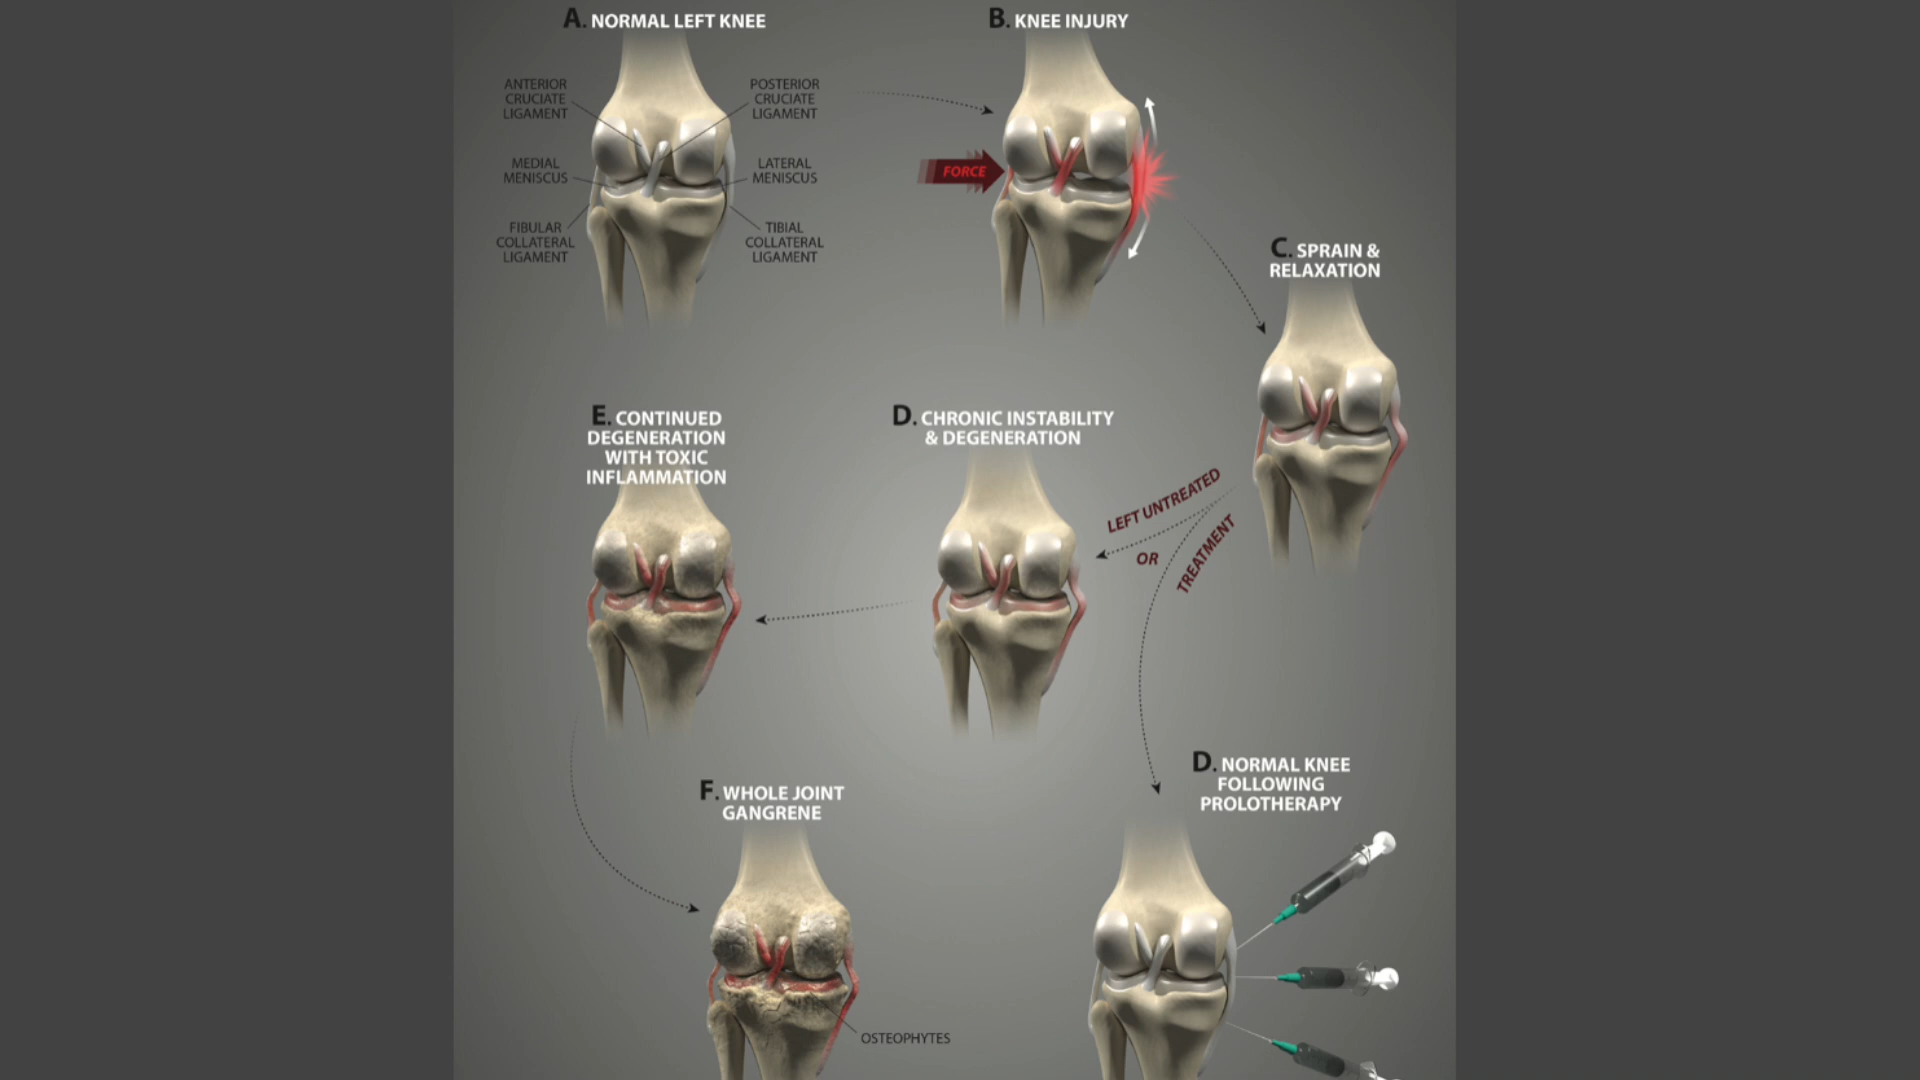 A. NORMAL LEFT KNEE
ANTERIOR
CRUCIATE
LIGAMENT
POSTERIOR
CRUCIATE
LIGAMENT
MEDIAL
MENISCUS
LATERAL
MENISCUS
FIBULAR
COLLATERAL
LIGAMENT
TIBIAL
COLLATERAL
LIGAMENT
B. KNEE INJURY
FORCE
C. SPRAIN &
RELAXATION
LEFT UNTREATED
OR
TREATMENT
D. CHRONIC INSTABILITY
& DEGENERATION
E. CONTINUED
DEGENERATION
WITH TOXIC
INFLAMMATION
F. WHOLE JOINT
GANGRENE
OSTEOPHYTES
D. NORMAL KNEE
FOLLOWING
PROLOTHERAPY